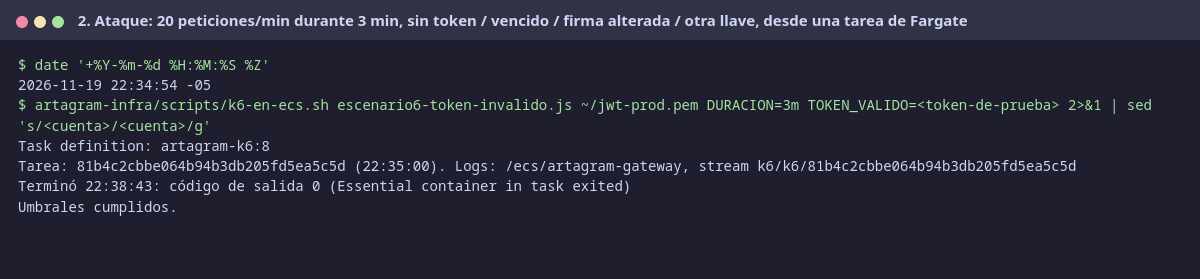 2. Ataque: 20 peticiones/min durante 3 min, sin token / vencido / firma alterada / otra llave, desde una tarea de Fargate
$ date '+%Y-%m-%d %H:%M:%S %Z'
2026-11-19 22:34:54 -05
$ artagram-infra/scripts/k6-en-ecs.sh escenario6-token-invalido.js ~/jwt-prod.pem DURACION=3m TOKEN_VALIDO=<token-de-prueba> 2>&1 | sed
's/<cuenta>/<cuenta>/g'
Task definition: artagram-k6:8
Tarea: 81b4c2cbbe064b94b3db205fd5ea5c5d (22:35:00). Logs: /ecs/artagram-gateway, stream k6/k6/81b4c2cbbe064b94b3db205fd5ea5c5d
Terminó 22:38:43: código de salida 0 (Essential container in task exited)
Umbrales cumplidos.